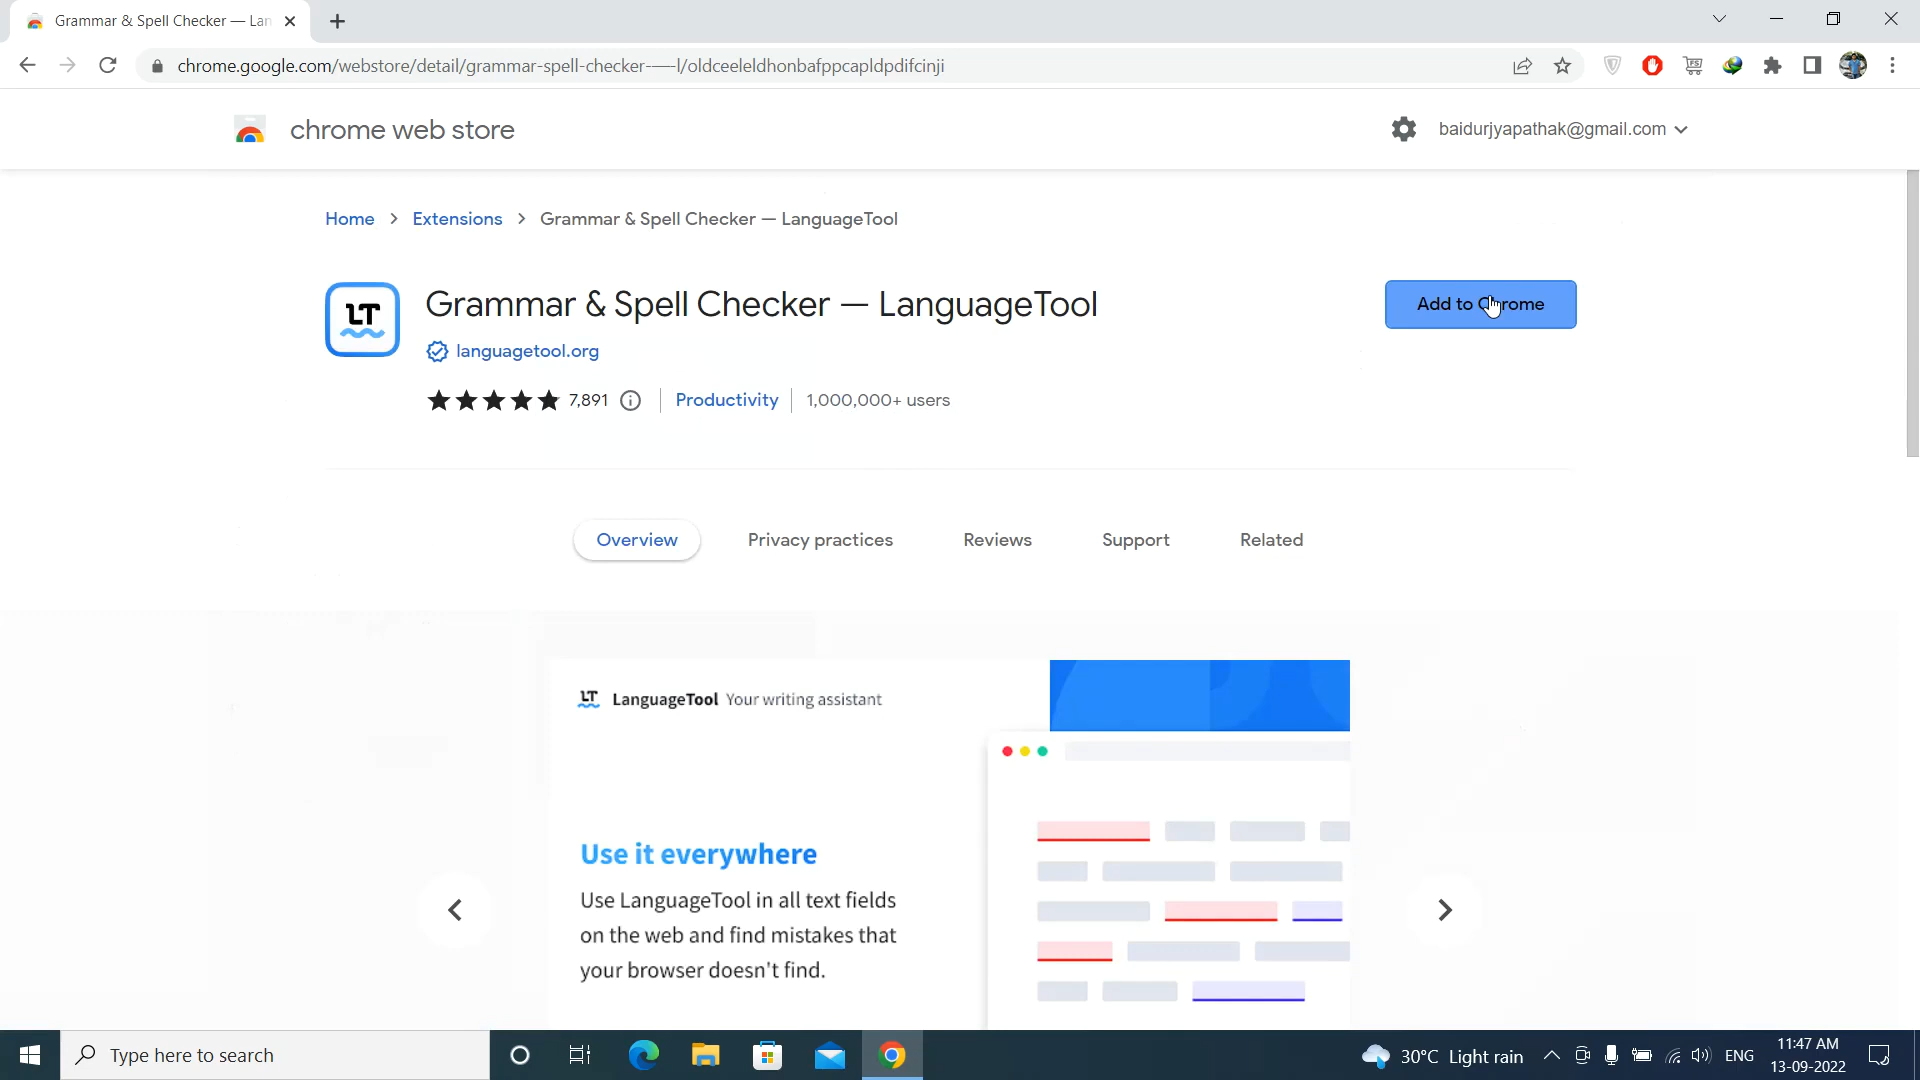 Grammar & Spell Checker — Lan
chrome.google.com/webstore/detail/grammar-spell-checker-—-l/oldceeleldhonbafppcapldpdifcinji
chrome web store
baidurjyapathak@gmail.com
Home > Extensions > Grammar & Spell Checker — LanguageTool
LT
Grammar & Spell Checker — LanguageTool
Add to Chrome
languagetool.org
7,891
Productivity
1,000,000+ users
Overview
Privacy practices
Reviews
Support
Related
LT LanguageTool Your writing assistant
Use it everywhere
Use LanguageTool in all text fields
on the web and find mistakes that
your browser doesn't find.
Type here to search
30°C Light rain
ENG
11:47 AM
13-09-2022